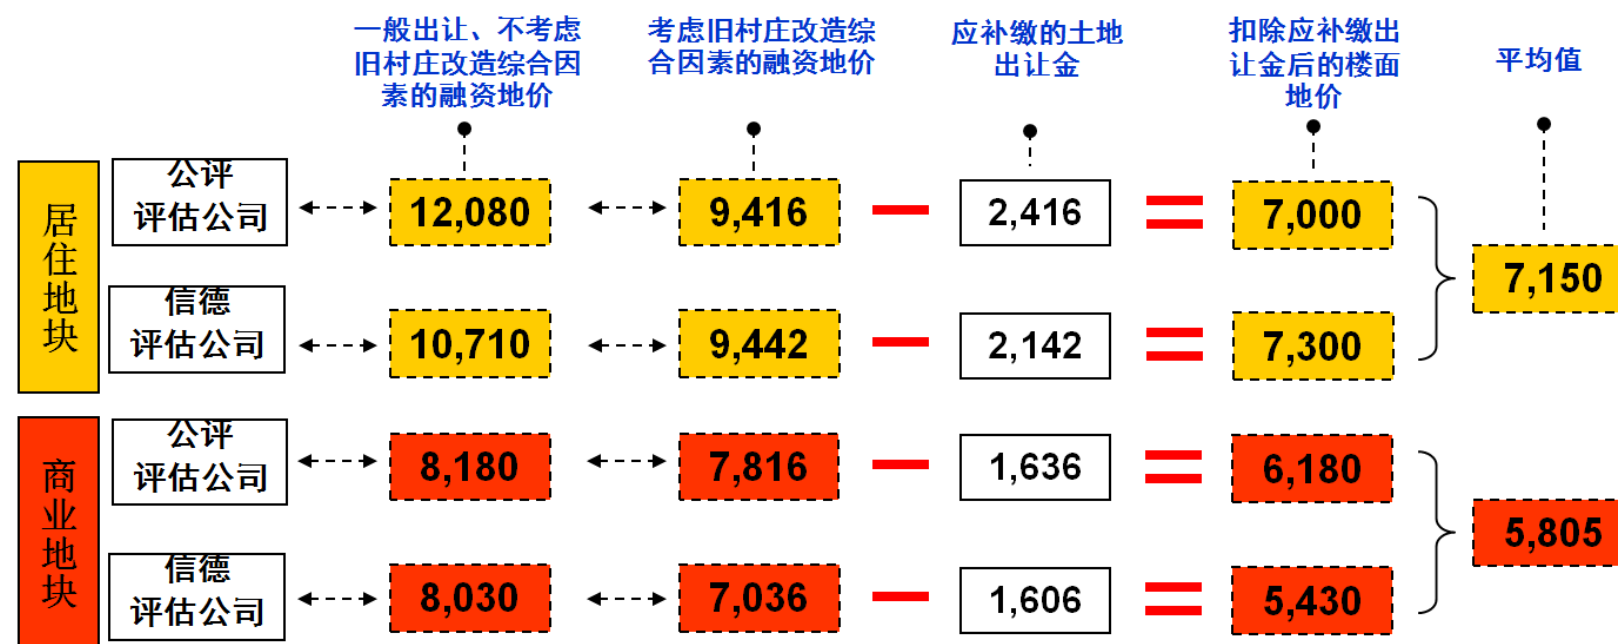 一般出让、不考虑
旧村庄改造综合因
素的融资地价
考虑旧村庄改造综
合因素的融资地价
应补缴的土地
出让金
扣除应补缴出
让金后的楼面
地价
平均值
居住地块
公评
评估公司
12,080
9,416
2,416
7,000
信德
评估公司
10,710
9,442
2,142
7,300
7,150
商业地块
公评
评估公司
8,180
7,816
1,636
6,180
信德
评估公司
8,030
7,036
1,606
5,430
5,805